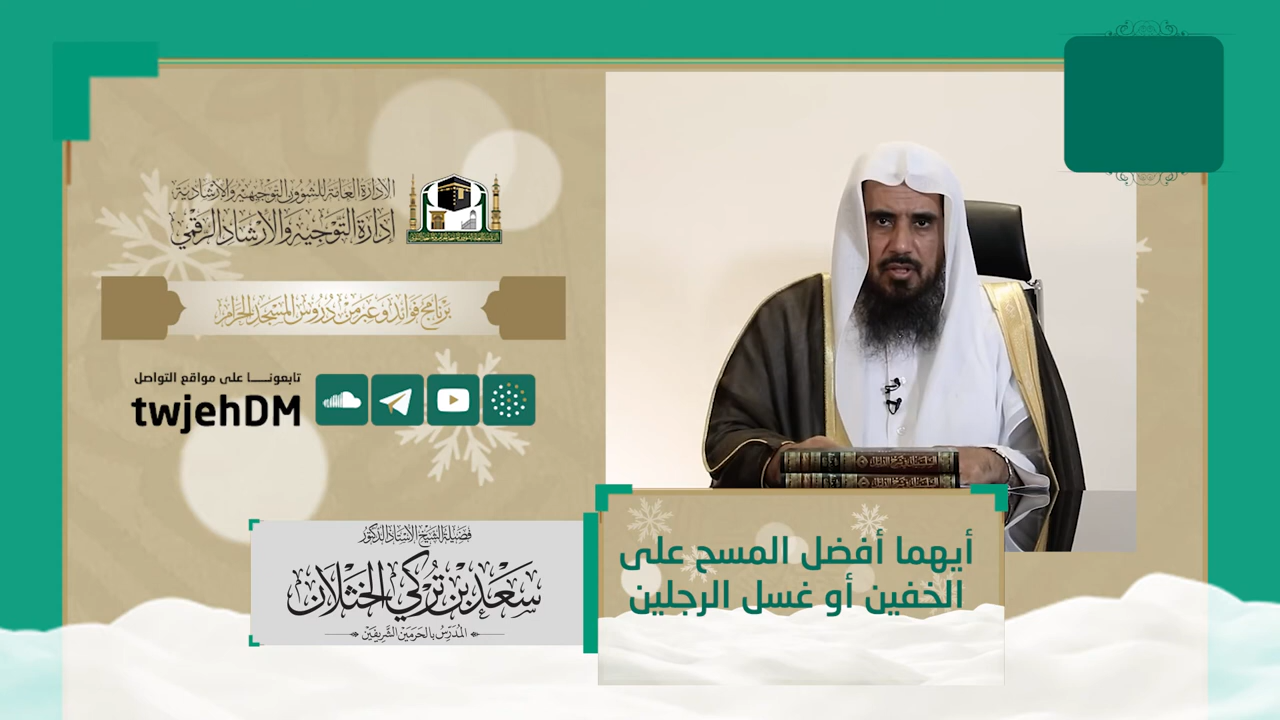 الإدارة العامة للشؤون التوجيهية والإرشادية
إدارة التوجيه والإرشاد الرقمي
برنامج فوائد وعبر من دروس المسجد الحرام
تابعونــا على مواقع التواصل
twjehDM
فضيلة الشيخ الأستاذ الدكتور
سعد بن تركي الخثلان
المدرس بالحرمين الشريفين
أيهما أفضل المسح على
الخفين أو غسل الرجلين